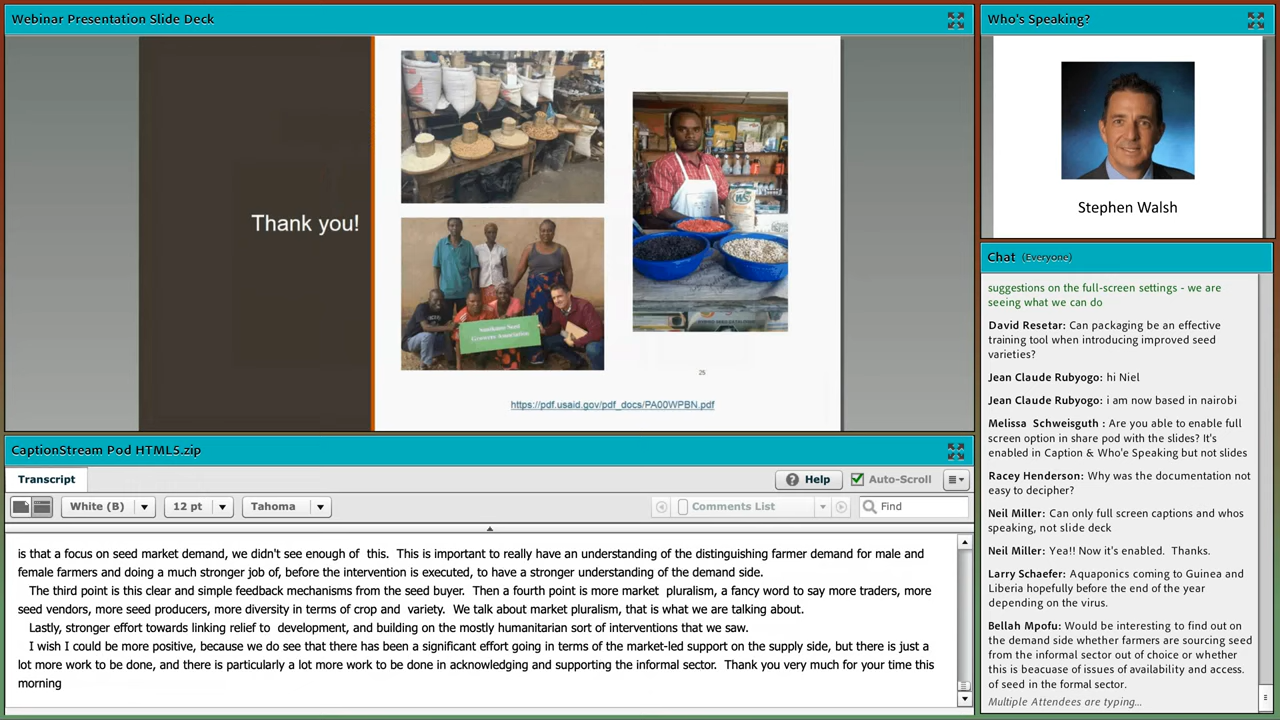 Webinar Presentation Slide Deck
Thank you!
Growers Association
25
https://pdf.usaid.gov/pdf_docs/PA00WPBN.pdf
Who's Speaking?
Stephen Walsh
Chat (Everyone)
suggestions on the full-screen settings - we are
seeing what we can do
David Resetar: Can packaging be an effective
training tool when introducing improved seed
varieties?
Jean Claude Rubyogo: hi Niel
Jean Claude Rubyogo: i am now based in nairobi
Melissa Schweisguth : Are you able to enable full
screen option in share pod with the slides? It's
enabled in Caption & Who'e Speaking but not slides
Racey Henderson: Why was the documentation not
easy to decipher?
Neil Miller: Can only full screen captions and whos
speaking, not slide deck
Neil Miller: Yea!! Now it's enabled. Thanks.
Larry Schaefer: Aquaponics coming to Guinea and
Liberia hopefully before the end of the year
depending on the virus.
Bellah Mpofu: Would be interesting to find out on
the demand side whether farmers are sourcing seed
from the informal sector out of choice or whether
this is beacuase of issues of availability and access.
of seed in the formal sector.
Multiple Attendees are typing...
CaptionStream Pod HTML5.zip
Transcript
Help
Auto-Scroll
White (B)
12 pt
Tahoma
Comments List
Find
is that a focus on seed market demand, we didn't see enough of this. This is important to really have an understanding of the distinguishing farmer demand for male and
female farmers and doing a much stronger job of, before the intervention is executed, to have a stronger understanding of the demand side.
The third point is this clear and simple feedback mechanisms from the seed buyer. Then a fourth point is more market pluralism, a fancy word to say more traders, more
seed vendors, more seed producers, more diversity in terms of crop and variety. We talk about market pluralism, that is what we are talking about.
Lastly, stronger effort towards linking relief to development, and building on the mostly humanitarian sort of interventions that we saw.
I wish I could be more positive, because we do see that there has been a significant effort going in terms of the market-led support on the supply side, but there is just a
lot more work to be done, and there is particularly a lot more work to be done in acknowledging and supporting the informal sector. Thank you very much for your time this
morning